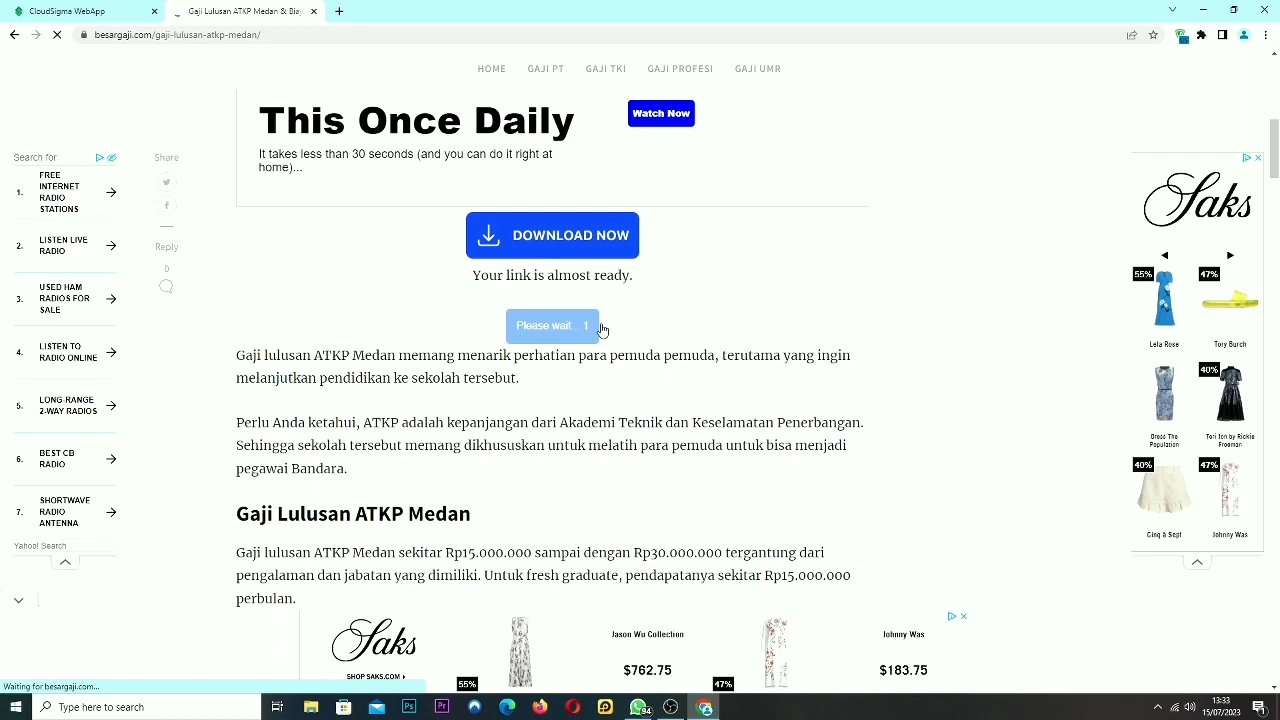 CloudSigma WebApp
Gaji Lulusan ATKP Medan & Bia
besargaji.com/gaji-lulusan-atkp-medan/
HOME
GAJI PT
GAJI TKI
GAJI PROFESI
GAJI UMR
This Once Daily
Watch Now
It takes less than 30 seconds (and you can do it right at
home)...
Search for
1.
FREE
INTERNET
RADIO
STATIONS
2.
LISTEN LIVE
RADIO
3.
USED HAM
RADIOS FOR
SALE
4.
LISTEN TO
RADIO ONLINE
5.
LONG-RANGE
2-WAY RADIOS
6.
BEST CB
RADIO
7.
SHORTWAVE
RADIO
ANTENNA
Yahoo! Search
Share
Reply
0
DOWNLOAD NOW
Your link is almost ready.
Please wait... 1
Gaji lulusan ATKP Medan memang menarik perhatian para pemuda pemuda, terutama yang ingin
melanjutkan pendidikan ke sekolah tersebut.
Perlu Anda ketahui, ATKP adalah kepanjangan dari Akademi Teknik dan Keselamatan Penerbangan.
Sehingga sekolah tersebut memang dikhususkan untuk melatih para pemuda untuk bisa menjadi
pegawai Bandara.
Gaji Lulusan ATKP Medan
Gaji lulusan ATKP Medan sekitar Rp15.000.000 sampai dengan Rp30.000.000 tergantung dari
pengalaman dan jabatan yang dimiliki. Untuk fresh graduate, pendapatanya sekitar Rp15.000.000
perbulan.
Saks
55%
47%
Lela Rose
Tory Burch
40%
Dress The
Population
Tori Jon by Rickie
Freeman
40%
47%
Cinq à Sept
Johnny Was
Saks
SHOP SAKS.COM
55%
Jason Wu Collection
$762.75
47%
Johnny Was
$183.75
Waiting for besargaji.com...
Type here to search
Ps
Pr
94
13:33
15/07/2023